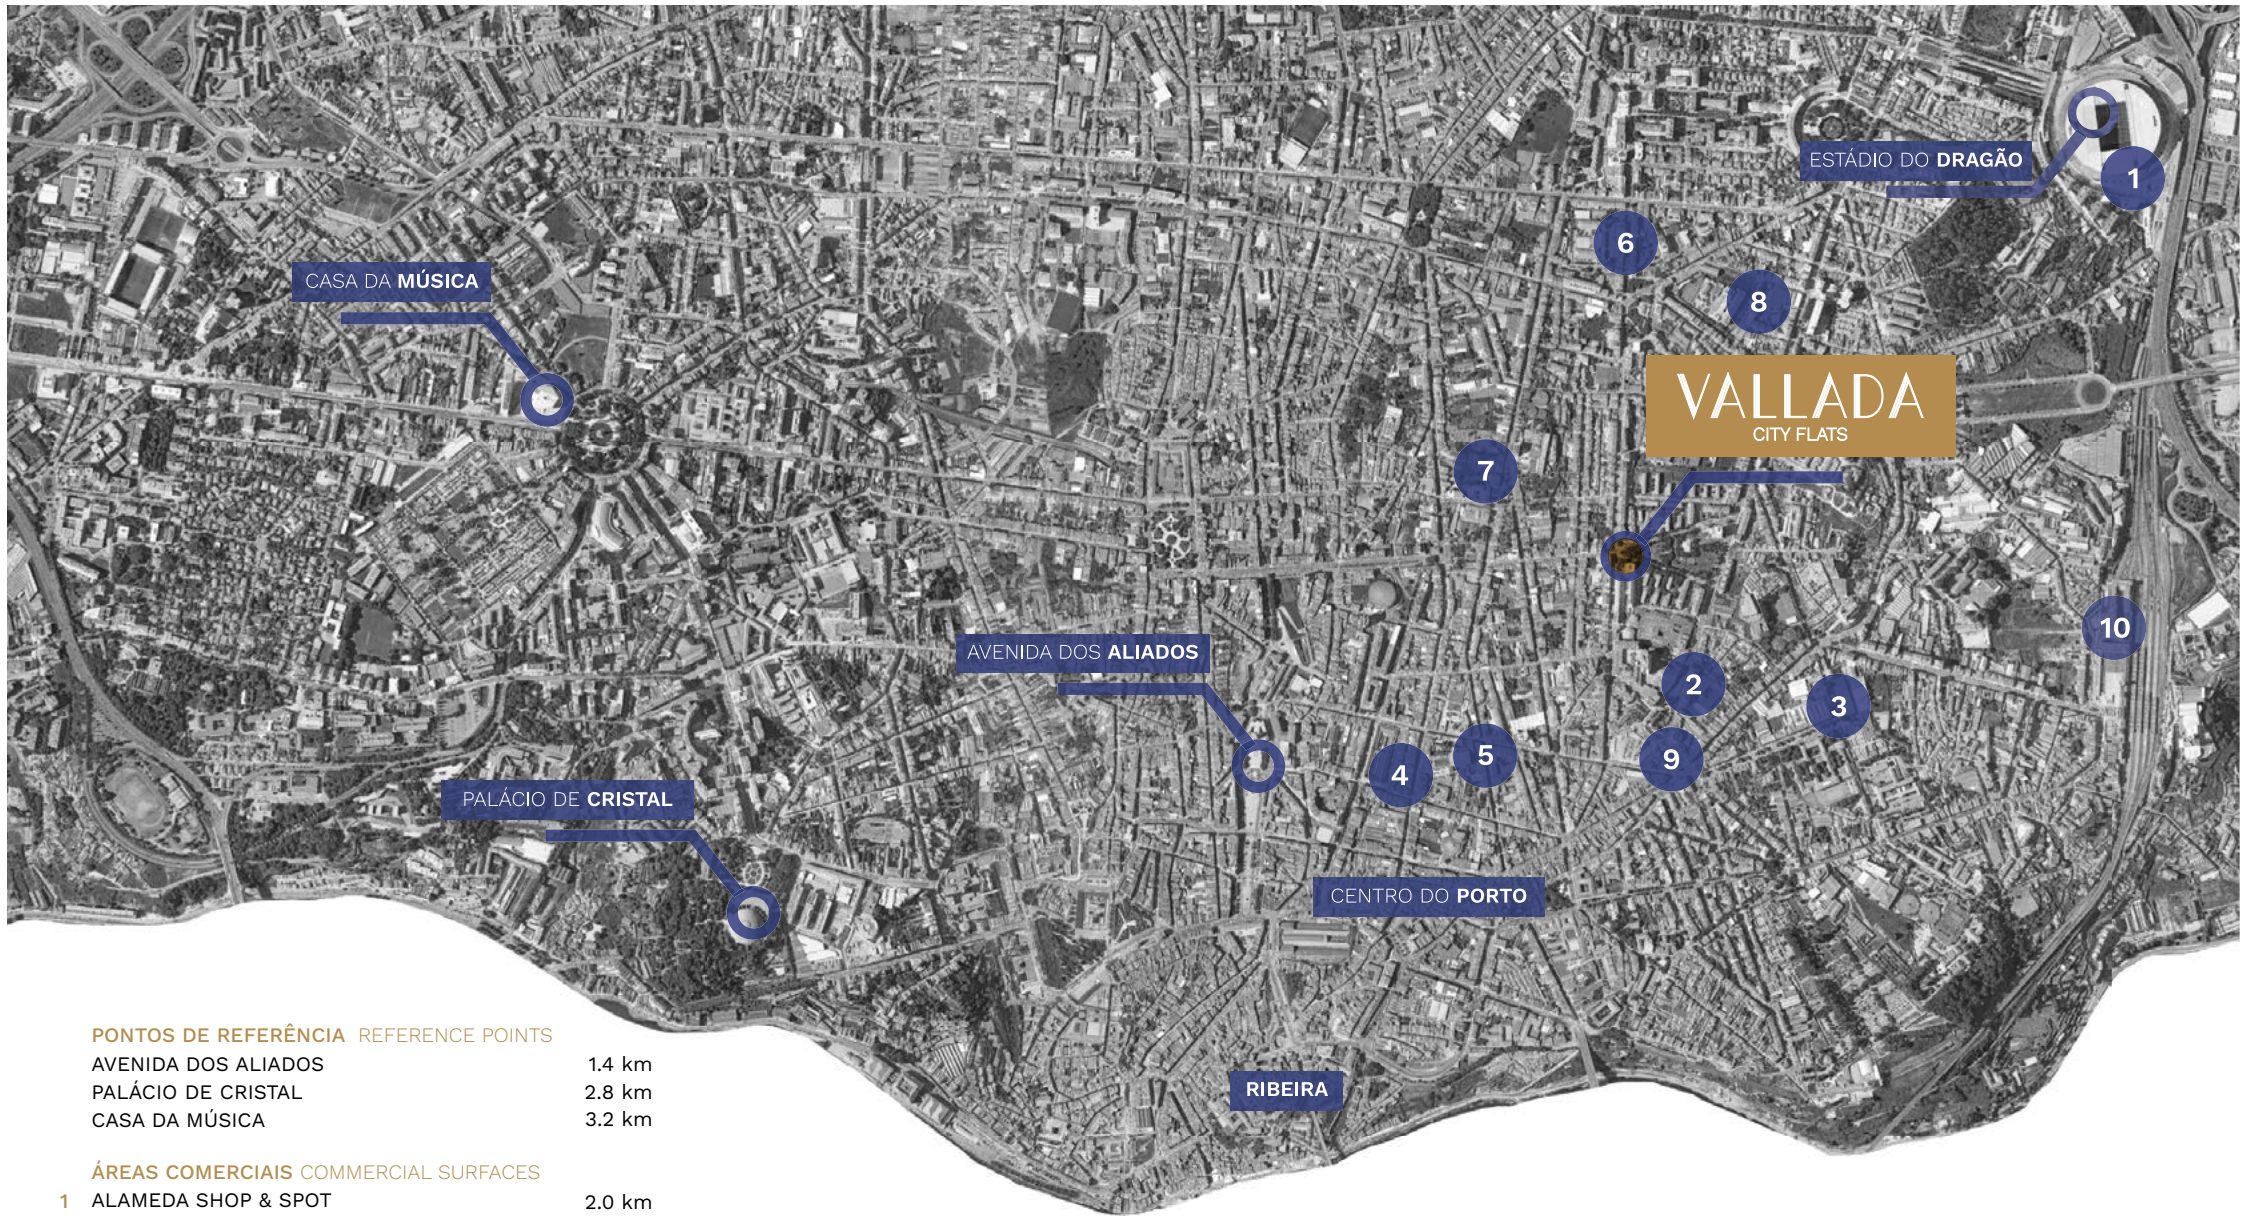 ESTÁDIO DO DRAGÃO
1
6
CASA DA MÚSICA
8
VALLADA
CITY FLATS
7
10
AVENIDA DOS ALIADOS
2
3
5
9
4
PALÁCIO DE CRISTAL
CENTRO DO PORTO
RIBEIRA
PONTOS DE REFERÊNCIA REFERENCE POINTS
AVENIDA DOS ALIADOS 1.4 km
PALÁCIO DE CRISTAL 2.8 km
CASA DA MÚSICA 3.2 km
ÁREAS COMERCIAIS COMMERCIAL SURFACES
1 ALAMEDA SHOP & SPOT 2.0 km